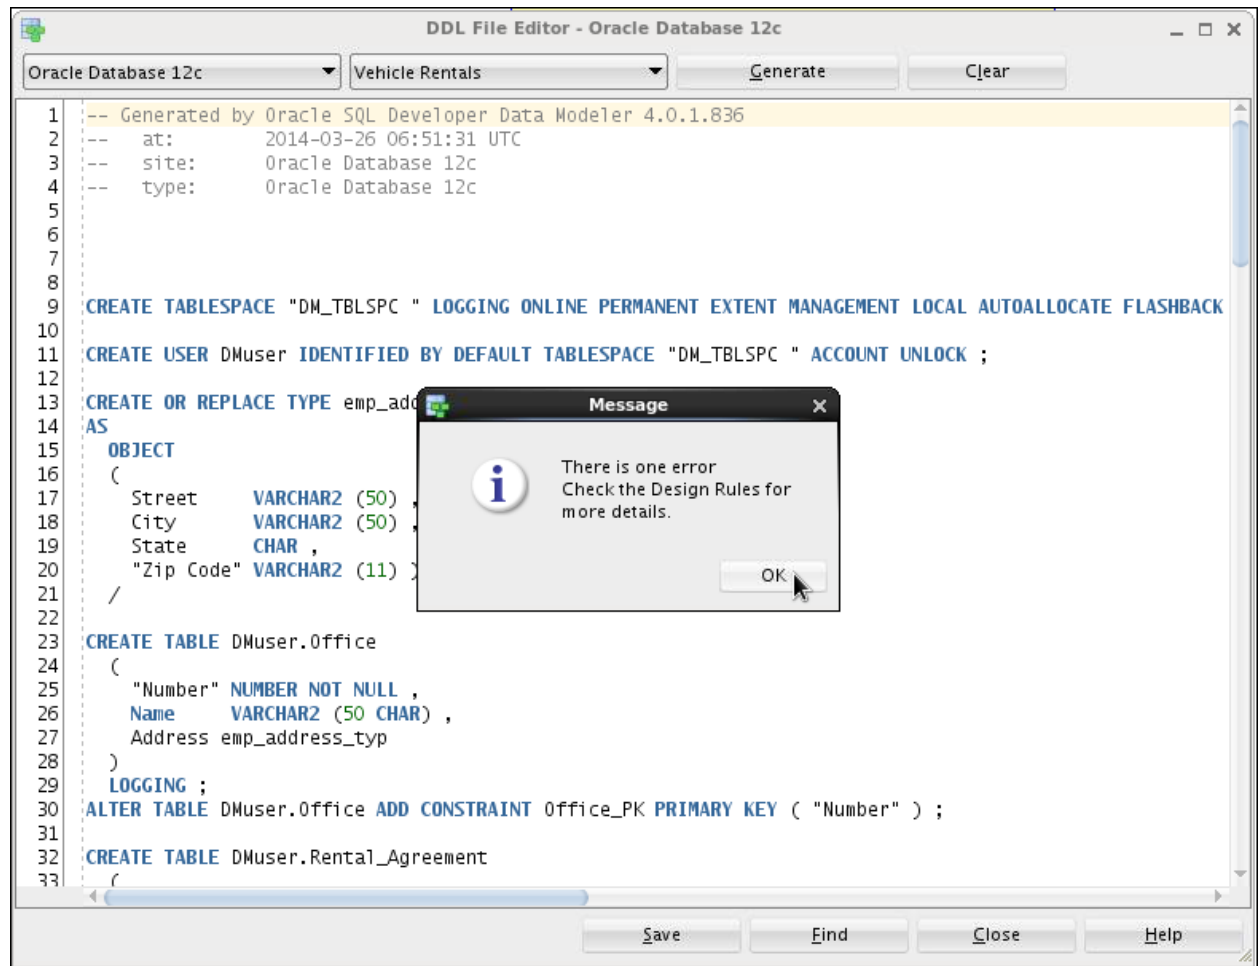 DDL File Editor - Oracle Database 12c
Oracle Database 12c Vehicle Rentals Generate Clear
1 -- Generated by Oracle SQL Developer Data Modeler 4.0.1.836
2 -- at: 2014-03-26 06:51:31 UTC
3 -- site: Oracle Database 12c
4 -- type: Oracle Database 12c
5
6
7
8
9 CREATE TABLESPACE "DM_TBLSPC " LOGGING ONLINE PERMANENT EXTENT MANAGEMENT LOCAL AUTOALLOCATE FLASHBACK
10
11 CREATE USER DMuser IDENTIFIED BY DEFAULT TABLESPACE "DM_TBLSPC " ACCOUNT UNLOCK ;
12
13 CREATE OR REPLACE TYPE emp_add
14 AS
15 OBJECT
16 (
17 Street VARCHAR2 (50) ,
18 City VARCHAR2 (50) ,
19 State CHAR ,
20 "Zip Code" VARCHAR2 (11) )
21 /
22
23 CREATE TABLE DMuser.Office
24 (
25 "Number" NUMBER NOT NULL ,
26 Name VARCHAR2 (50 CHAR) ,
27 Address emp_address_typ
28 )
29 LOGGING ;
30 ALTER TABLE DMuser.Office ADD CONSTRAINT Office_PK PRIMARY KEY ( "Number" ) ;
31
32 CREATE TABLE DMuser.Rental_Agreement
33 (
Message
There is one error
Check the Design Rules for
more details.
OK
Save Find Close Help